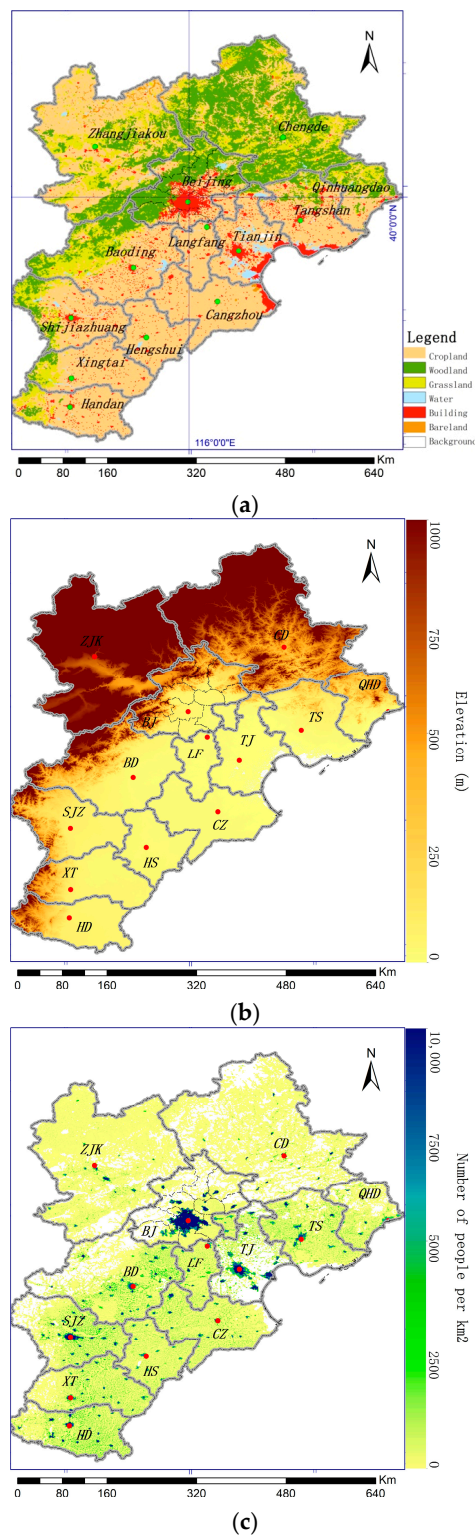 N
Zhangjiakou
Chengde
Beijing
Qinhuangdao
Tangshan
40°0'0"N
Langfang
Tianjin
Baoding
Cangzhou
Shijiazhuang
Hengshui
Xingtai
Handan
Legend
Cropland
Woodland
Grassland
Water
Building
Bareland
Background
116°0'0"E
Km
0 80 160 320 480 640
(a)
N
1000
750
500
250
0
Elevation (m)
ZJK
CD
QHD
BJ
TS
LF
TJ
BD
SJZ
CZ
HS
XT
HD
Km
0 80 160 320 480 640
(b)
N
10,000
7500
5000
2500
0
Number of people per km2
ZJK
CD
QHD
BJ
TS
TJ
LF
BD
SJZ
CZ
HS
XT
HD
Km
0 80 160 320 480 640
(c)